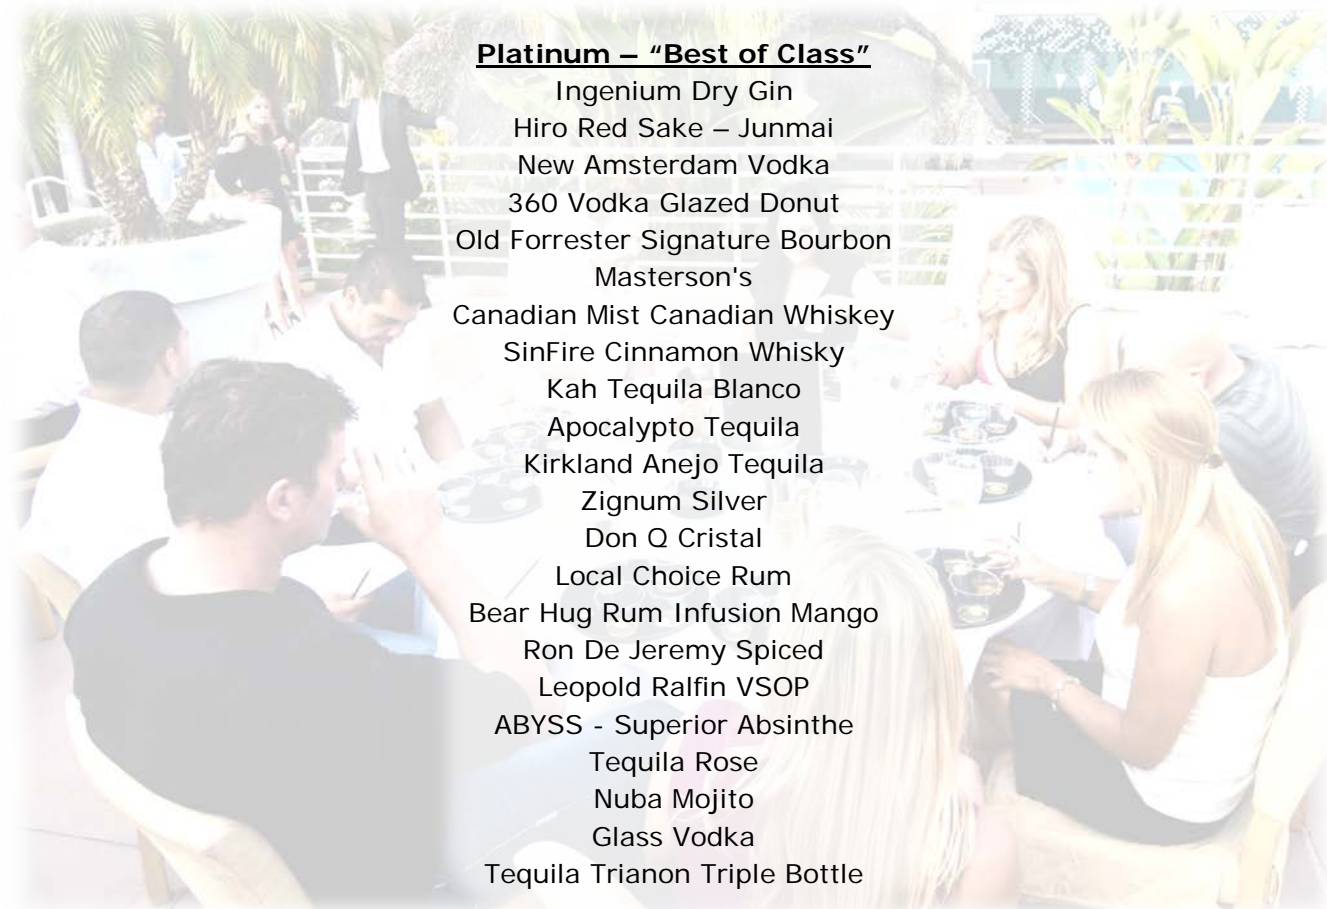 Platinum – “Best of Class”
Ingenium Dry Gin
Hiro Red Sake – Junmai
New Amsterdam Vodka
360 Vodka Glazed Donut
Old Forrester Signature Bourbon
Masterson's
Canadian Mist Canadian Whiskey
SinFire Cinnamon Whisky
Kah Tequila Blanco
Apocalypto Tequila
Kirkland Anejo Tequila
Zignum Silver
Don Q Cristal
Local Choice Rum
Bear Hug Rum Infusion Mango
Ron De Jeremy Spiced
Leopold Ralfin VSOP
ABYSS - Superior Absinthe
Tequila Rose
Nuba Mojito
Glass Vodka
Tequila Trianon Triple Bottle